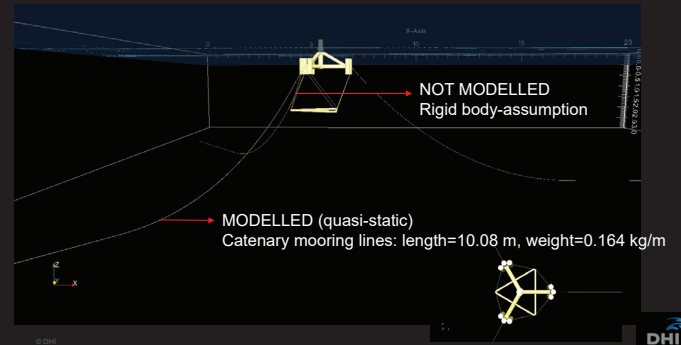 X-Axis
0
5
10
15
20
NOT MODELLED
Rigid body-assumption
MODELLED (quasi-static)
Catenary mooring lines: length=10.08 m, weight=0.164 kg/m
Z
Y
X
© DHI
DHI